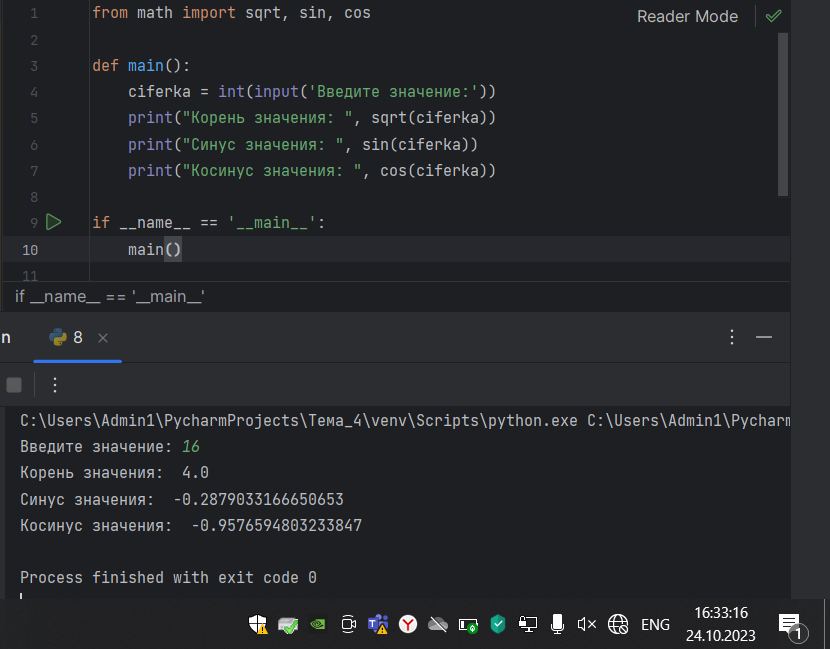 1 from math import sqrt, sin, cos
Reader Mode
2
3 def main():
4 ciferka = int(input('Введите значение:'))
5 print("Корень значения: ", sqrt(ciferka))
6 print("Синус значения: ", sin(ciferka))
7 print("Косинус значения: ", cos(ciferka))
8
9 if __name__ == '__main__':
10 main()
11
if __name__ == '__main__'
n 8
C:\Users\Admin1\PycharmProjects\Тема_4\venv\Scripts\python.exe C:\Users\Admin1\Pycharm
Введите значение: 16
Корень значения:  4.0
Синус значения:  -0.2879033166650653
Косинус значения:  -0.9576594803233847
Process finished with exit code 0
ENG
16:33:16
24.10.2023
1